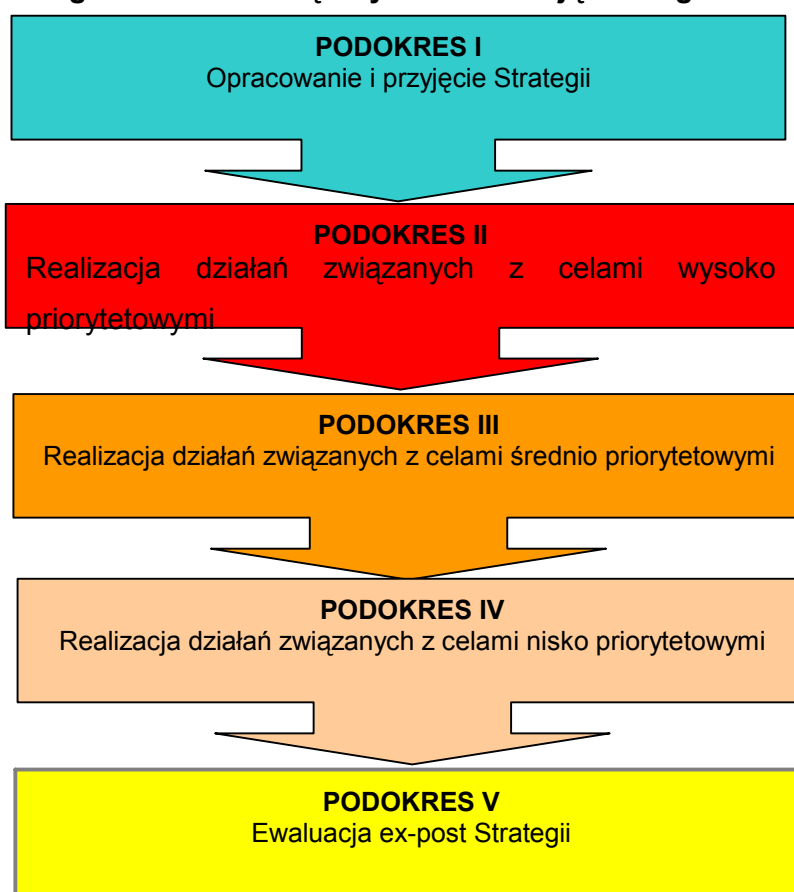 PODOKRES I
Opracowanie i przyjęcie Strategii
PODOKRES II
Realizacja działań związanych z celami wysoko
priorytetowymi
PODOKRES III
Realizacja działań związanych z celami średnio priorytetowymi
PODOKRES IV
Realizacja działań związanych z celami nisko priorytetowymi
PODOKRES V
Ewaluacja ex-post Strategii